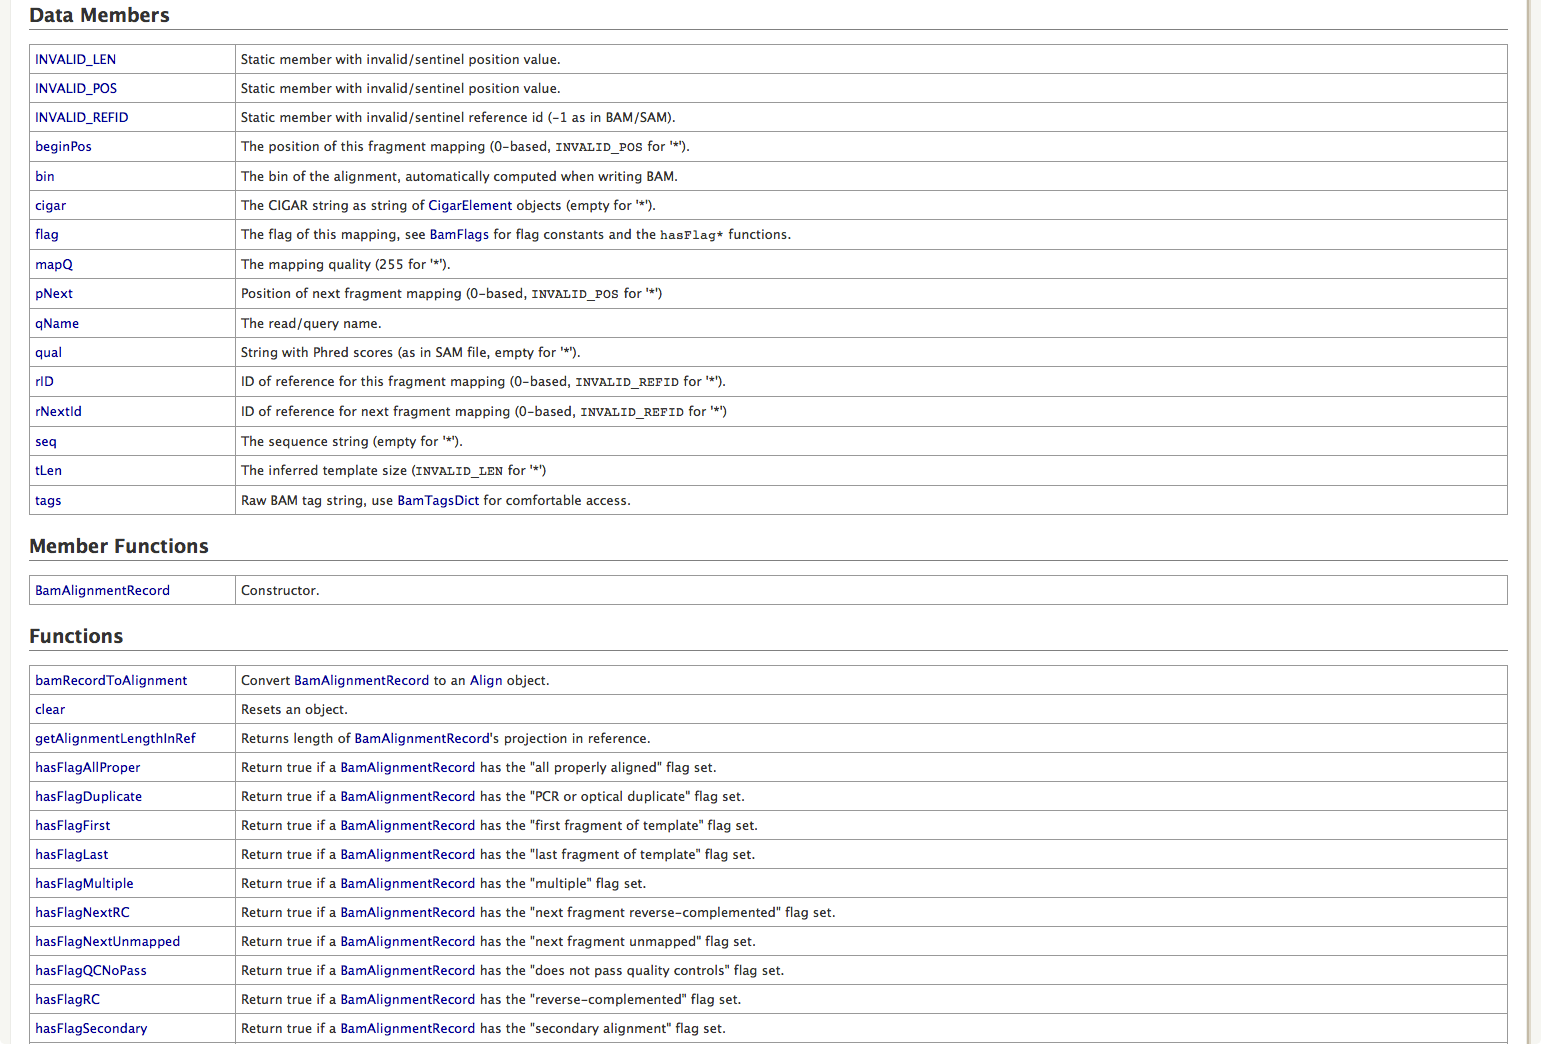 Data Members
INVALID_LEN Static member with invalid/sentinel position value.
INVALID_POS Static member with invalid/sentinel position value.
INVALID_REFID Static member with invalid/sentinel reference id (-1 as in BAM/SAM).
beginPos The position of this fragment mapping (0-based, INVALID_POS for '*').
bin The bin of the alignment, automatically computed when writing BAM.
cigar The CIGAR string as string of CigarElement objects (empty for '*').
flag The flag of this mapping, see BamFlags for flag constants and the hasFlag* functions.
mapQ The mapping quality (255 for '*').
pNext Position of next fragment mapping (0-based, INVALID_POS for '*')
qName The read/query name.
qual String with Phred scores (as in SAM file, empty for '*').
rID ID of reference for this fragment mapping (0-based, INVALID_REFID for '*').
rNextId ID of reference for next fragment mapping (0-based, INVALID_REFID for '*')
seq The sequence string (empty for '*').
tLen The inferred template size (INVALID_LEN for '*')
tags Raw BAM tag string, use BamTagsDict for comfortable access.
Member Functions
BamAlignmentRecord Constructor.
Functions
bamRecordToAlignment Convert BamAlignmentRecord to an Align object.
clear Resets an object.
getAlignmentLengthInRef Returns length of BamAlignmentRecord's projection in reference.
hasFlagAllProper Return true if a BamAlignmentRecord has the "all properly aligned" flag set.
hasFlagDuplicate Return true if a BamAlignmentRecord has the "PCR or optical duplicate" flag set.
hasFlagFirst Return true if a BamAlignmentRecord has the "first fragment of template" flag set.
hasFlagLast Return true if a BamAlignmentRecord has the "last fragment of template" flag set.
hasFlagMultiple Return true if a BamAlignmentRecord has the "multiple" flag set.
hasFlagNextRC Return true if a BamAlignmentRecord has the "next fragment reverse-complemented" flag set.
hasFlagNextUnmapped Return true if a BamAlignmentRecord has the "next fragment unmapped" flag set.
hasFlagQCNoPass Return true if a BamAlignmentRecord has the "does not pass quality controls" flag set.
hasFlagRC Return true if a BamAlignmentRecord has the "reverse-complemented" flag set.
hasFlagSecondary Return true if a BamAlignmentRecord has the "secondary alignment" flag set.